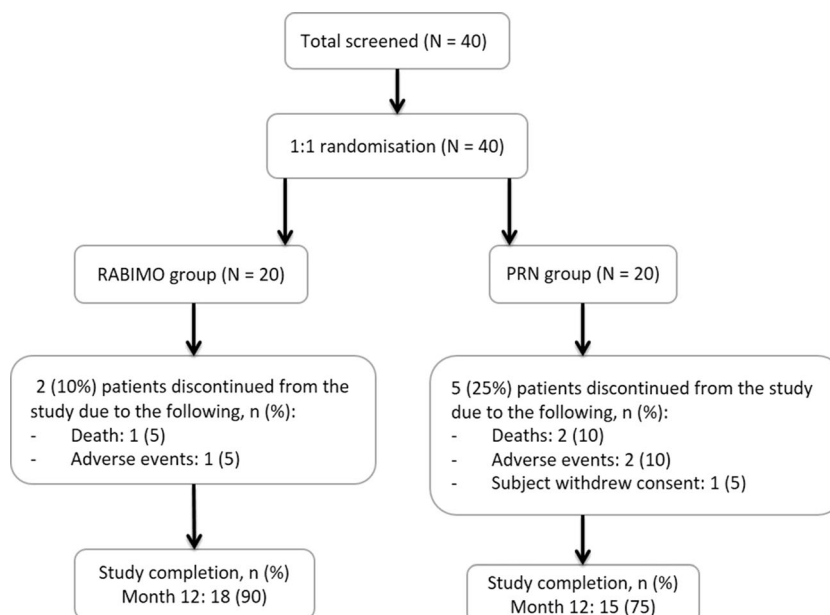 Total screened (N = 40)
1:1 randomisation (N = 40)
RABIMO group (N = 20)
PRN group (N = 20)
2 (10%) patients discontinued from the
study due to the following, n (%):
- Death: 1 (5)
- Adverse events: 1 (5)
5 (25%) patients discontinued from the study
due to the following, n (%):
- Deaths: 2 (10)
- Adverse events: 2 (10)
- Subject withdrew consent: 1 (5)
Study completion, n (%)
Month 12: 18 (90)
Study completion, n (%)
Month 12: 15 (75)